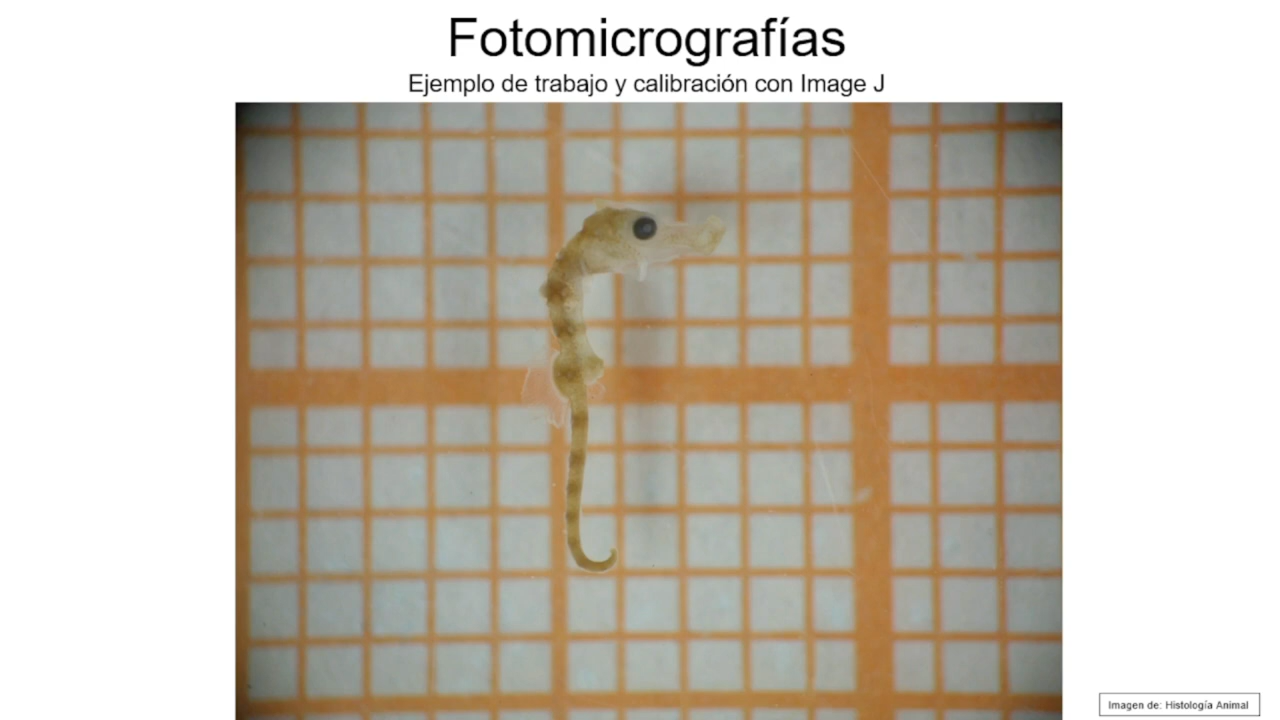 Fotomicrografías
Ejemplo de trabajo y calibración con Image J
Imagen de: Histología Animal